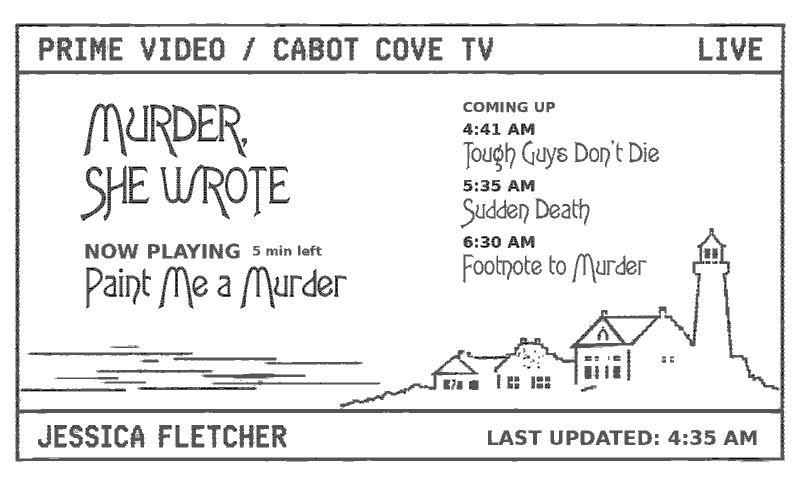 PRIME VIDEO / CABOT COVE TV
LIVE
MURDER,
SHE WROTE
NOW PLAYING 5 min left
Paint Me a Murder
COMING UP
4:41 AM
Tough Guys Don't Die
5:35 AM
Sudden Death
6:30 AM
Footnote to Murder
JESSICA FLETCHER
LAST UPDATED: 4:35 AM